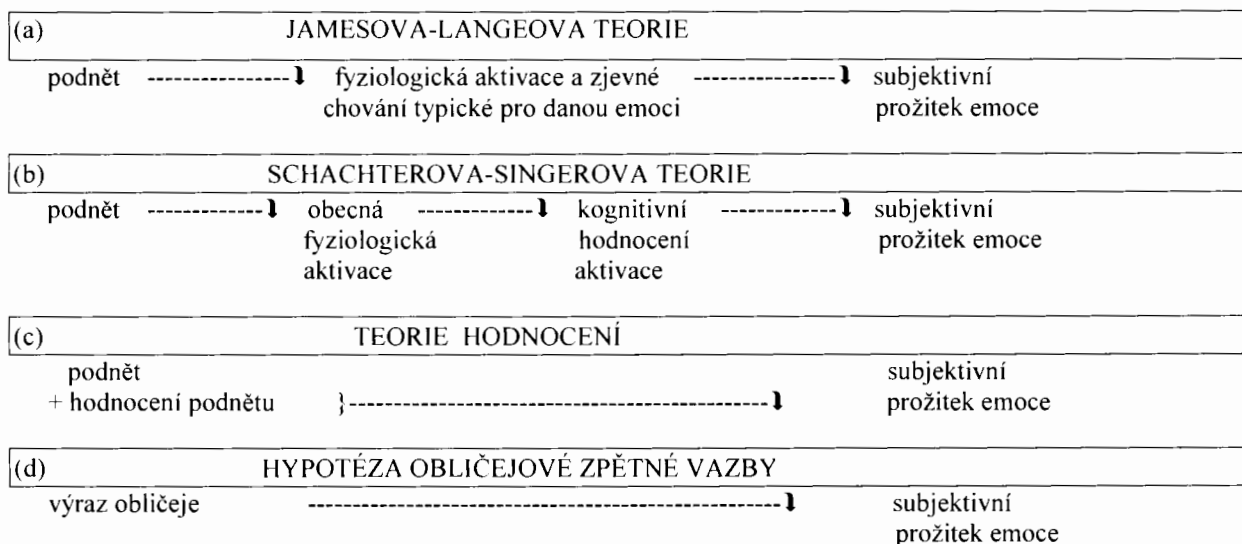 (a) JAMESOVA-LANGEOVA TEORIE
podnět fyziologická aktivace a zjevné subjektivní
chování typické pro danou emoci prožitek emoce
(b) SCHACHTEROVA-SINGEROVA TEORIE
podnět obecná kognitivní subjektivní
fyziologická hodnocení prožitek emoce
aktivace aktivace
(c) TEORIE HODNOCENÍ
podnět subjektivní
+ hodnocení podnětu } prožitek emoce
(d) HYPOTÉZA OBLIČEJOVÉ ZPĚTNÉ VAZBY
výraz obličeje subjektivní
prožitek emoce